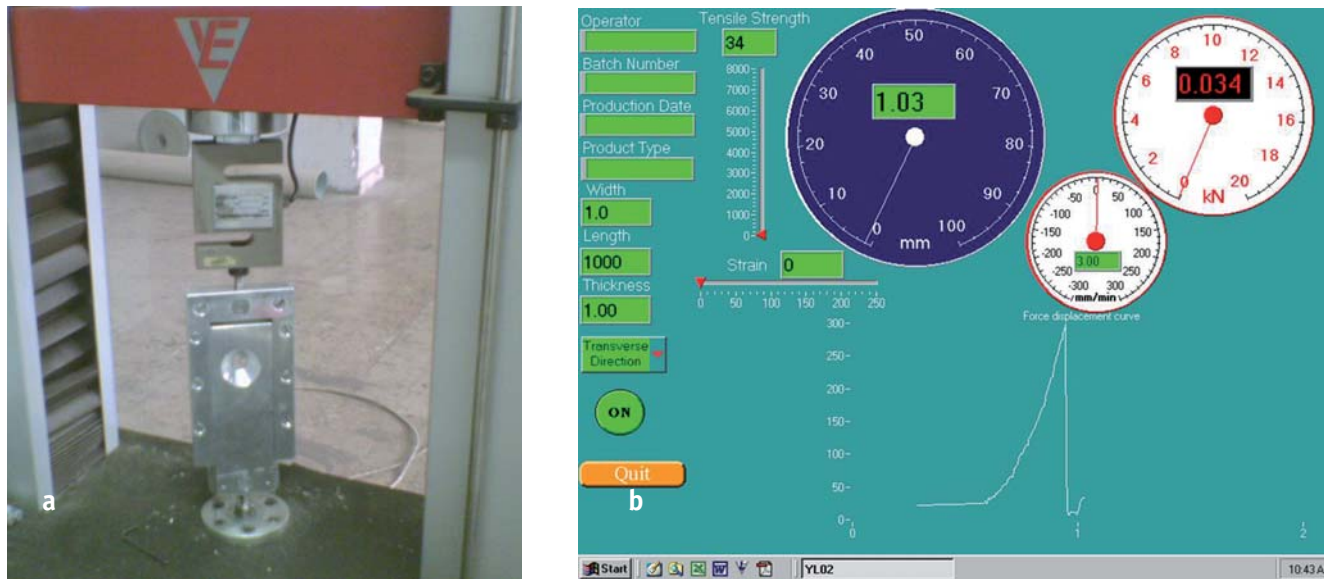 YE
a
Operator
Tensile Strength
34
Batch Number
Production Date
Product Type
Width
1.0
Length
1000
Thickness
1.00
Transverse
Direction
ON
Quit
b
8000
7000
6000
5000
4000
3000
2000
1000
0
Strain 0
0 50 100 150 200 250
0 10 20 30 40 50 60 70 80 90 100
1.03
mm
0 2 4 6 8 10 12 14 16 18 20
0.034
kN
-300 -250 -200 -150 -100 -50 0 50 100 150 200 250 300
3.00
mm/min
Force displacement curve
300
250
200
150
100
50
0
0 1 2
Start YL02 10:43 A